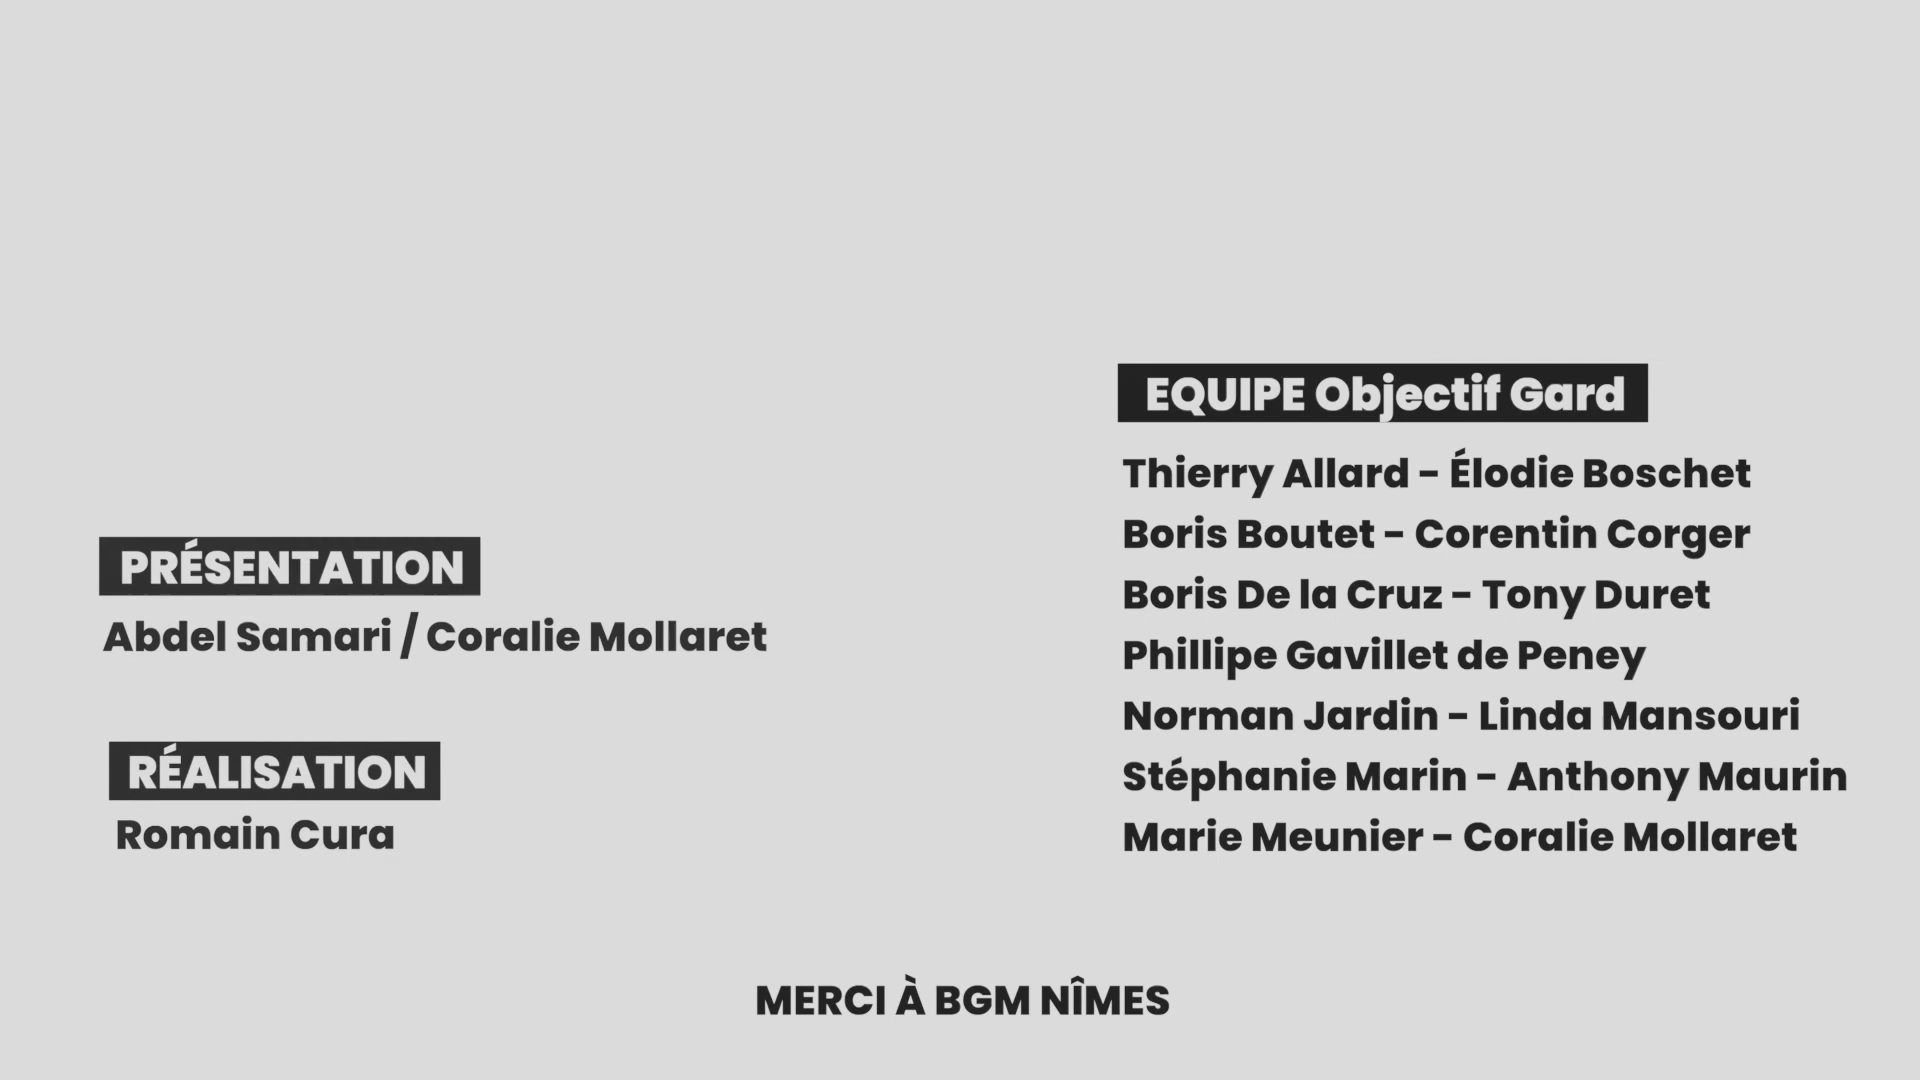 PRÉSENTATION
Abdel Samari / Coralie Mollaret
RÉALISATION
Romain Cura
EQUIPE Objectif Gard
Thierry Allard - Élodie Boschet
Boris Boutet - Corentin Corger
Boris De la Cruz - Tony Duret
Phillipe Gavillet de Peney
Norman Jardin - Linda Mansouri
Stéphanie Marin - Anthony Maurin
Marie Meunier - Coralie Mollaret
MERCI À BGM NÎMES